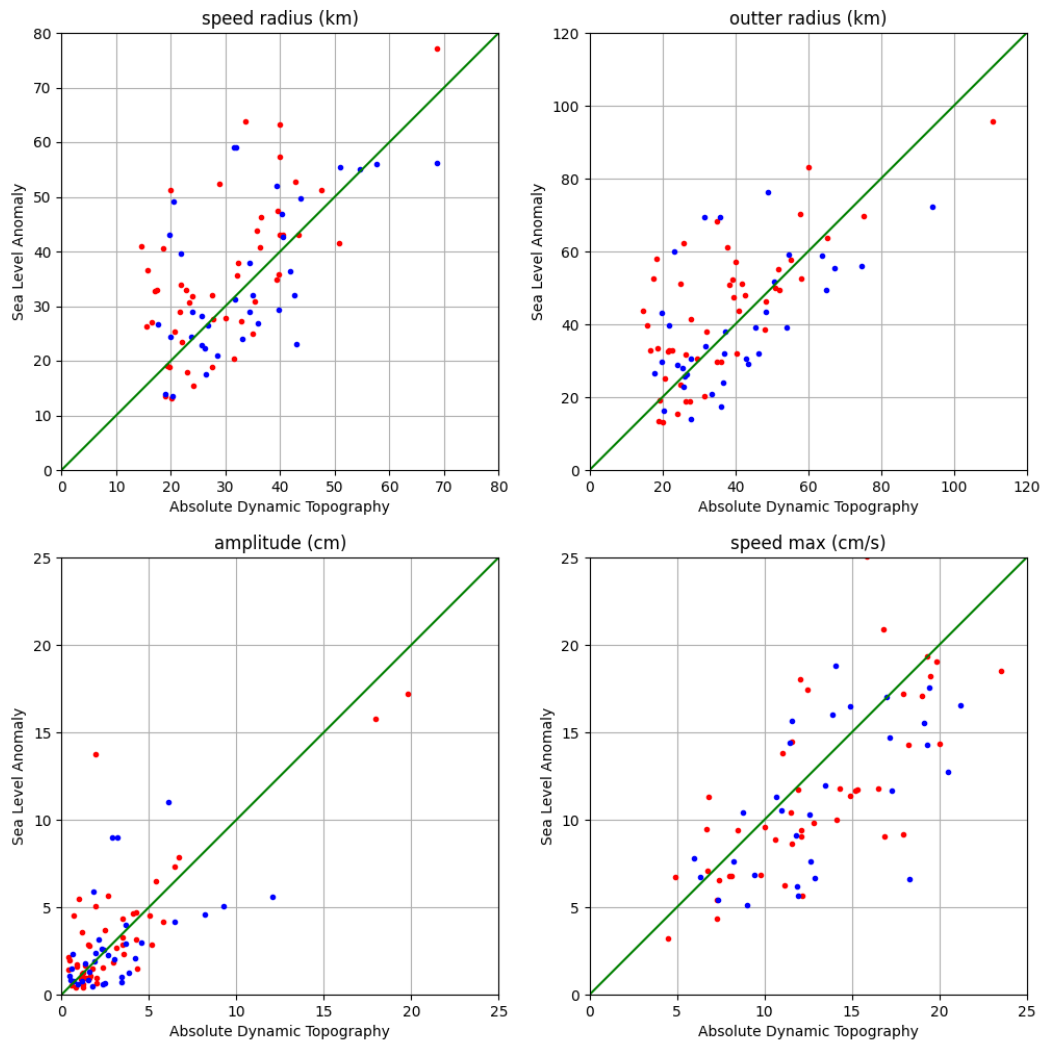 speed radius (km)
80
70
60
50
40
30
20
10
0
Sea Level Anomaly
0 10 20 30 40 50 60 70 80
Absolute Dynamic Topography
outter radius (km)
120
100
80
60
40
20
0
Sea Level Anomaly
0 20 40 60 80 100 120
Absolute Dynamic Topography
amplitude (cm)
25
20
15
10
5
0
Sea Level Anomaly
0 5 10 15 20 25
Absolute Dynamic Topography
speed max (cm/s)
25
20
15
10
5
0
Sea Level Anomaly
0 5 10 15 20 25
Absolute Dynamic Topography